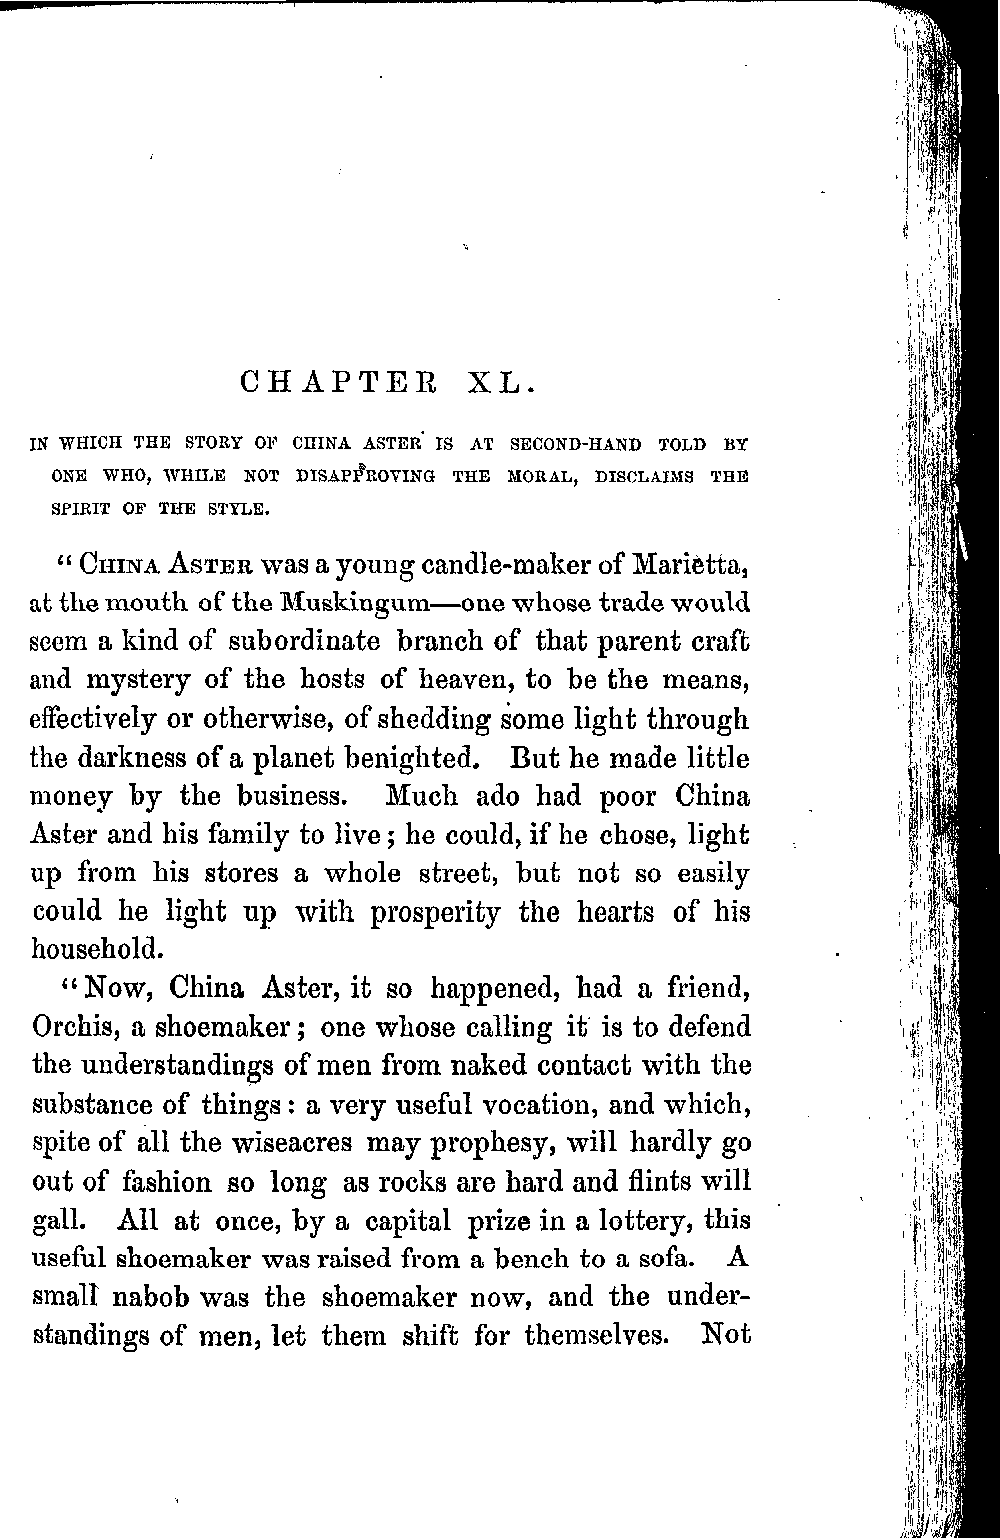 CHAPTER XL.
IN WHICH THE STORY OF CHINA ASTER IS AT SECOND-HAND TOLD BY
ONE WHO, WHILE NOT DISAPPROVING THE MORAL, DISCLAIMS THE
SPIRIT OF THE STYLE.
“CHINA ASTER was a young candle-maker of Marietta,
at the mouth of the Muskingum—one whose trade would
seem a kind of subordinate branch of that parent craft
and mystery of the hosts of heaven, to be the means,
effectively or otherwise, of shedding some light through
the darkness of a planet benighted. But he made little
money by the business. Much ado had poor China
Aster and his family to live; he could, if he chose, light
up from his stores a whole street, but not so easily
could he light up with prosperity the hearts of his
household.
“Now, China Aster, it so happened, had a friend,
Orchis, a shoemaker; one whose calling it is to defend
the understandings of men from naked contact with the
substance of things: a very useful vocation, and which,
spite of all the wiseacres may prophesy, will hardly go
out of fashion so long as rocks are hard and flints will
gall. All at once, by a capital prize in a lottery, this
useful shoemaker was raised from a bench to a sofa. A
small nabob was the shoemaker now, and the under-
standings of men, let them shift for themselves. Not